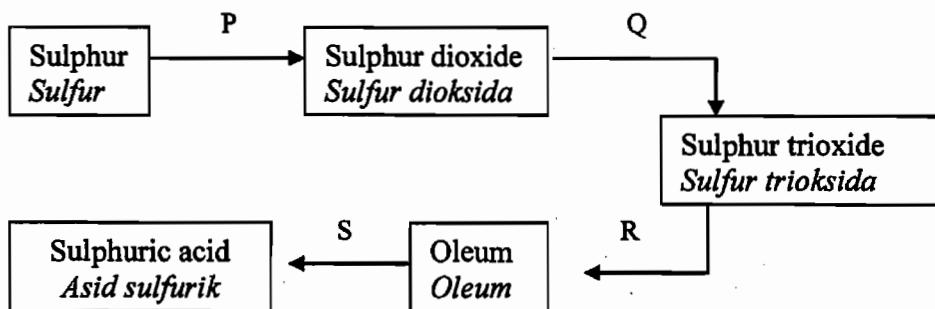 P
Q
Sulphur
Sulfur
Sulphur dioxide
Sulfur dioksida
Sulphur trioxide
Sulfur trioksida
S
R
Sulphuric acid
Asid sulfurik
Oleum
Oleum